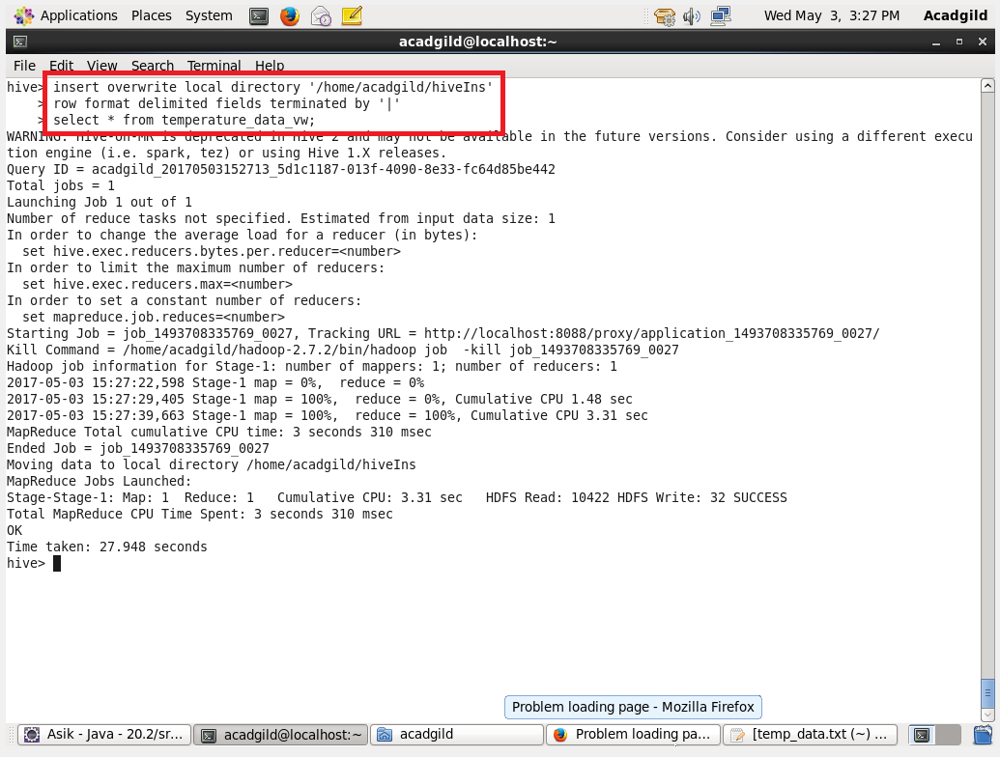 Applications Places System Wed May 3, 3:27 PM Acadgild
acadgild@localhost:~
File Edit View Search Terminal Help
hive> insert overwrite local directory '/home/acadgild/hiveIns'
    > row format delimited fields terminated by '|'
    > select * from temperature_data_vw;
WARNING: Hive-on-MR is deprecated in Hive 2 and may not be available in the future versions. Consider using a different execu
tion engine (i.e. spark, tez) or using Hive 1.X releases.
Query ID = acadgild_20170503152713_5d1c1187-013f-4090-8e33-fc64d85be442
Total jobs = 1
Launching Job 1 out of 1
Number of reduce tasks not specified. Estimated from input data size: 1
In order to change the average load for a reducer (in bytes):
  set hive.exec.reducers.bytes.per.reducer=<number>
In order to limit the maximum number of reducers:
  set hive.exec.reducers.max=<number>
In order to set a constant number of reducers:
  set mapreduce.job.reduces=<number>
Starting Job = job_1493708335769_0027, Tracking URL = http://localhost:8088/proxy/application_1493708335769_0027/
Kill Command = /home/acadgild/hadoop-2.7.2/bin/hadoop job  -kill job_1493708335769_0027
Hadoop job information for Stage-1: number of mappers: 1; number of reducers: 1
2017-05-03 15:27:22,598 Stage-1 map = 0%,  reduce = 0%
2017-05-03 15:27:29,405 Stage-1 map = 100%,  reduce = 0%, Cumulative CPU 1.48 sec
2017-05-03 15:27:39,663 Stage-1 map = 100%,  reduce = 100%, Cumulative CPU 3.31 sec
MapReduce Total cumulative CPU time: 3 seconds 310 msec
Ended Job = job_1493708335769_0027
Moving data to local directory /home/acadgild/hiveIns
MapReduce Jobs Launched:
Stage-Stage-1: Map: 1  Reduce: 1   Cumulative CPU: 3.31 sec   HDFS Read: 10422 HDFS Write: 32 SUCCESS
Total MapReduce CPU Time Spent: 3 seconds 310 msec
OK
Time taken: 27.948 seconds
hive>
Problem loading page - Mozilla Firefox
Asik - Java - 20.2/sr... acadgild@localhost:~ acadgild Problem loading pa... [temp_data.txt (~) ...